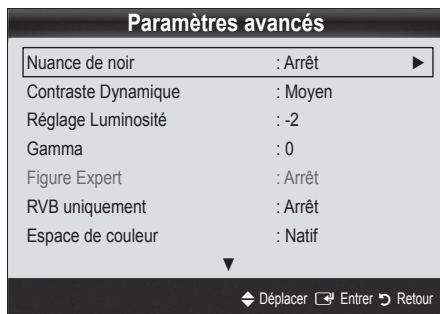 Paramètres avancés
Nuance de noir : Arrêt ▶
Contraste Dynamique : Moyen
Réglage Luminosité : -2
Gamma : 0
Figure Expert : Arrêt
RVB uniquement : Arrêt
Espace de couleur : Natif
▼
Déplacer Entrer Retour